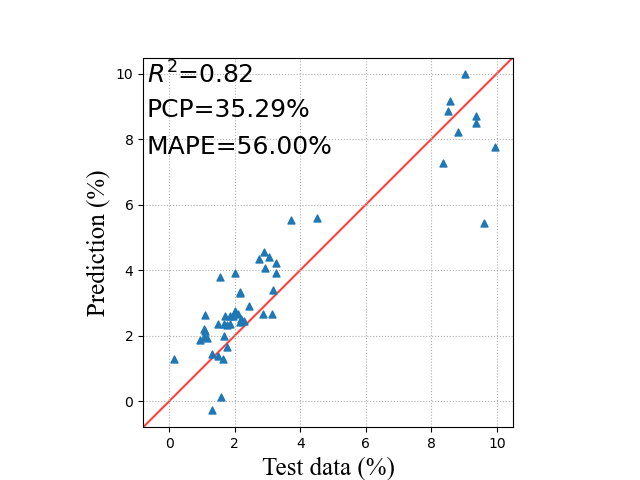 R²=0.82
PCP=35.29%
MAPE=56.00%
10
8
6
4
2
0
Prediction (%)
0 2 4 6 8 10
Test data (%)